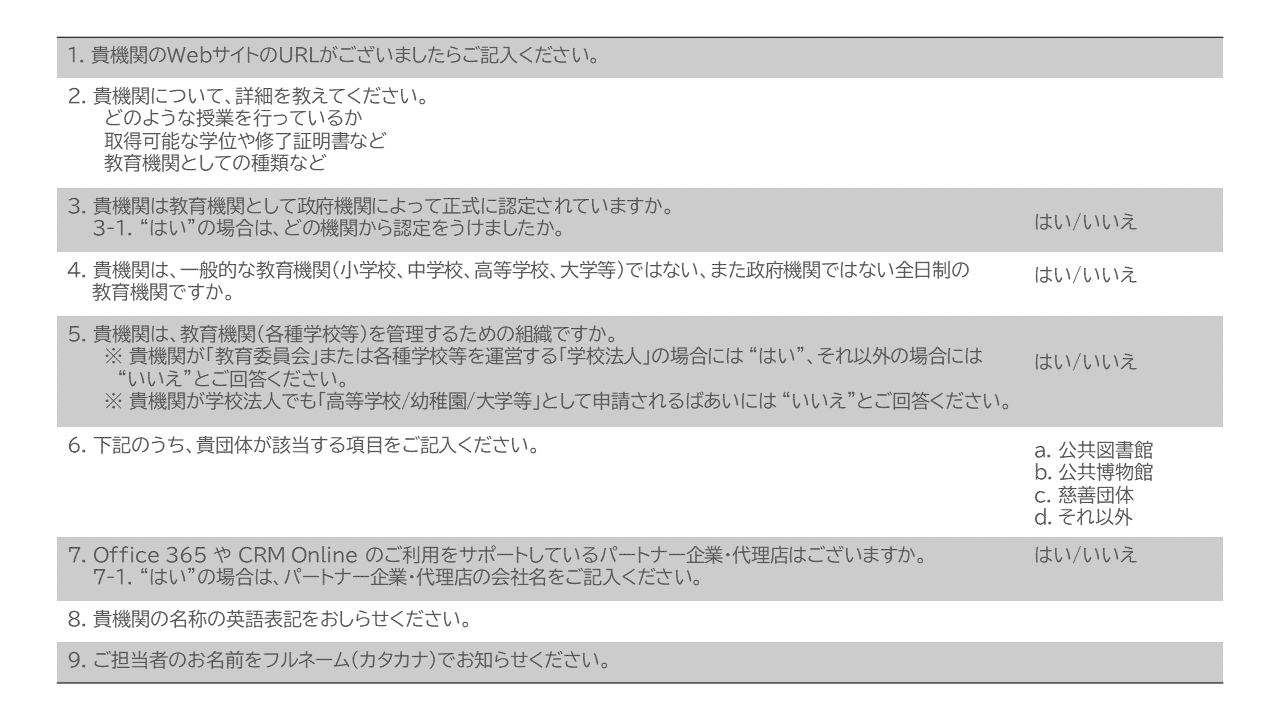 1. 貴機関のWebサイトのURLがございましたらご記入ください。
2. 貴機関について、詳細を教えてください。
どのような授業を行っているか
取得可能な学位や修了証明書など
教育機関としての種類など
3. 貴機関は教育機関として政府機関によって正式に認定されていますか。
3-1. “はい”の場合は、どの機関から認定をうけましたか。
はい/いいえ
4. 貴機関は、一般的な教育機関(小学校、中学校、高等学校、大学等)ではない、また政府機関ではない全日制の
教育機関ですか。
はい/いいえ
5. 貴機関は、教育機関(各種学校等)を管理するための組織ですか。
※ 貴機関が「教育委員会」または各種学校等を運営する「学校法人」の場合には “はい”、それ以外の場合には
“いいえ”とご回答ください。
※ 貴機関が学校法人でも「高等学校/幼稚園/大学等」として申請されるばあいには “いいえ”とご回答ください。
はい/いいえ
6. 下記のうち、貴団体が該当する項目をご記入ください。
a. 公共図書館
b. 公共博物館
c. 慈善団体
d. それ以外
7. Office 365 や CRM Online のご利用をサポートしているパートナー企業・代理店はございますか。
7-1. “はい”の場合は、パートナー企業・代理店の会社名をご記入ください。
はい/いいえ
8. 貴機関の名称の英語表記をおしらせください。
9. ご担当者のお名前をフルネーム(カタカナ)でお知らせください。